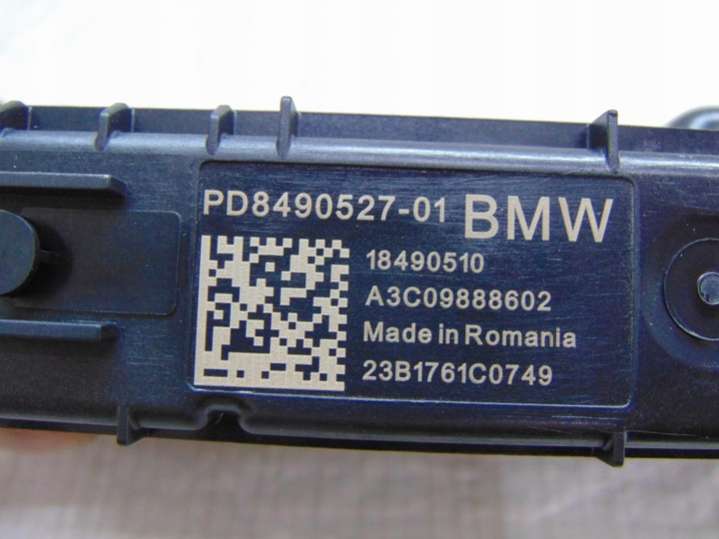 PD8490527-01 BMW
18490510
A3C09888602
Made in Romania
23B1761C0749